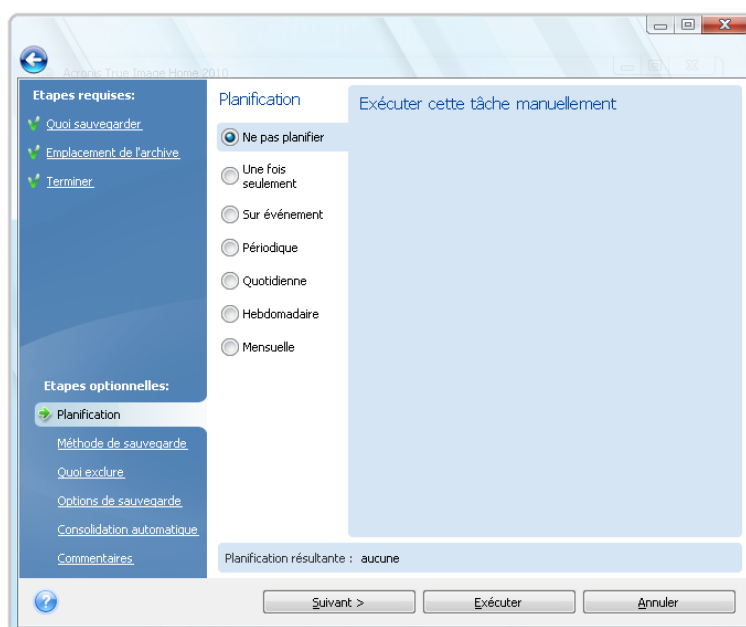 Acronis True Image Home 2010
Etapes requises:
Quoi sauvegarder
Emplacement de l'archive
Terminer
Etapes optionnelles:
Planification
Méthode de sauvegarde
Quoi exclure
Options de sauvegarde
Consolidation automatique
Commentaires
Planification
Ne pas planifier
Une fois
seulement
Sur événement
Périodique
Quotidienne
Hebdomadaire
Mensuelle
Exécuter cette tâche manuellement
Planification résultante : aucune
Suivant >
Exécuter
Annuler